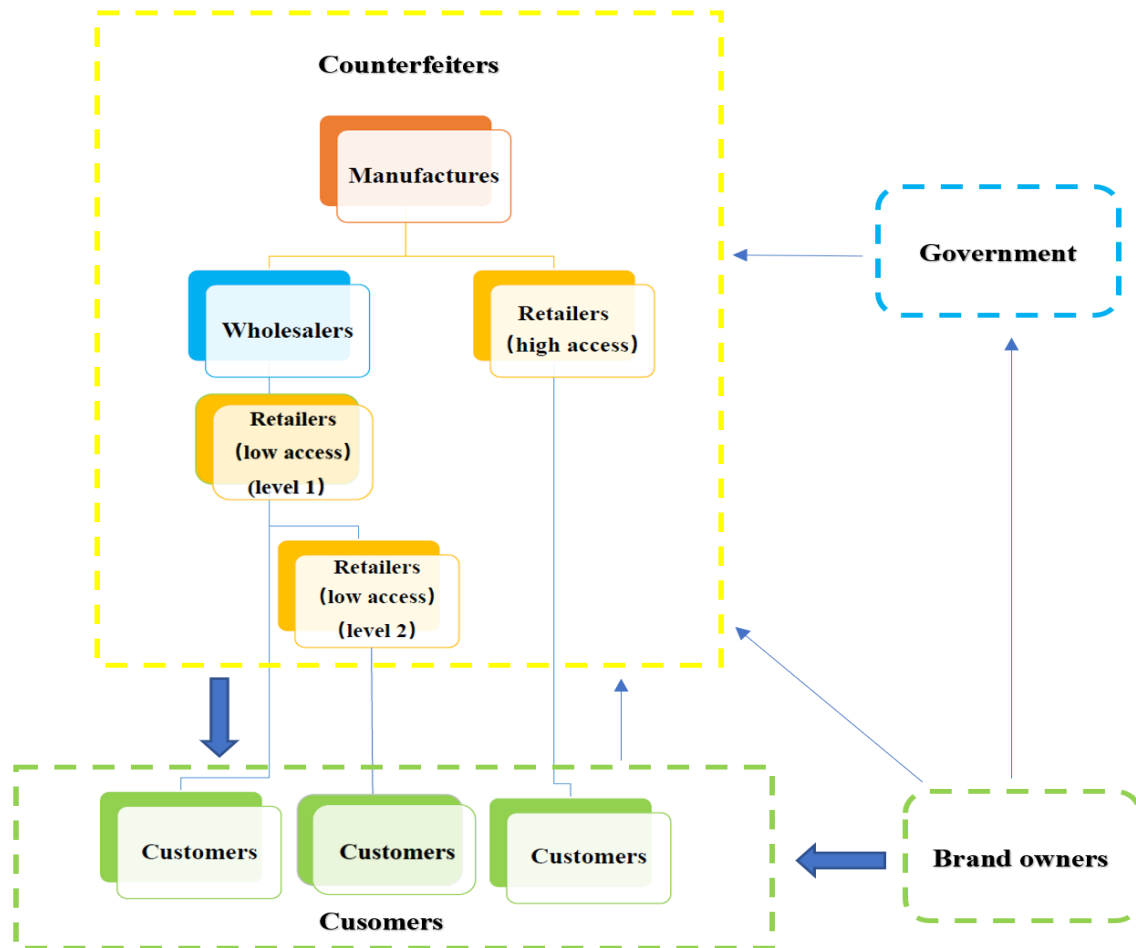 Counterfeiters
Manufactures
Government
Wholesalers
Retailers
（high access）
Retailers
（low access）
(level 1）
Retailers
（low access）
（level 2）
Customers
Customers
Customers
Brand owners
Cusomers